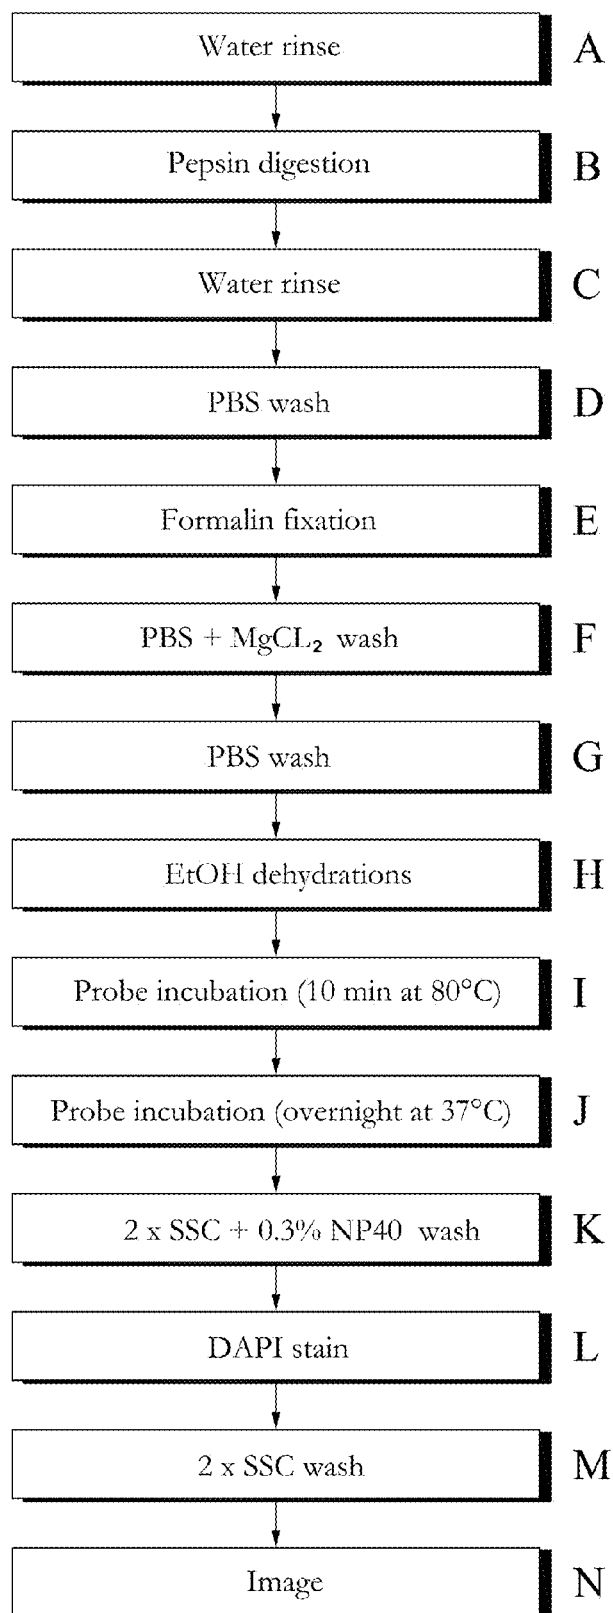 Water rinse A
Pepsin digestion B
Water rinse C
PBS wash D
Formalin fixation E
PBS + MgCL₂ wash F
PBS wash G
EtOH dehydrations H
Probe incubation (10 min at 80°C) I
Probe incubation (overnight at 37°C) J
2 x SSC + 0.3% NP40 wash K
DAPI stain L
2 x SSC wash M
Image N